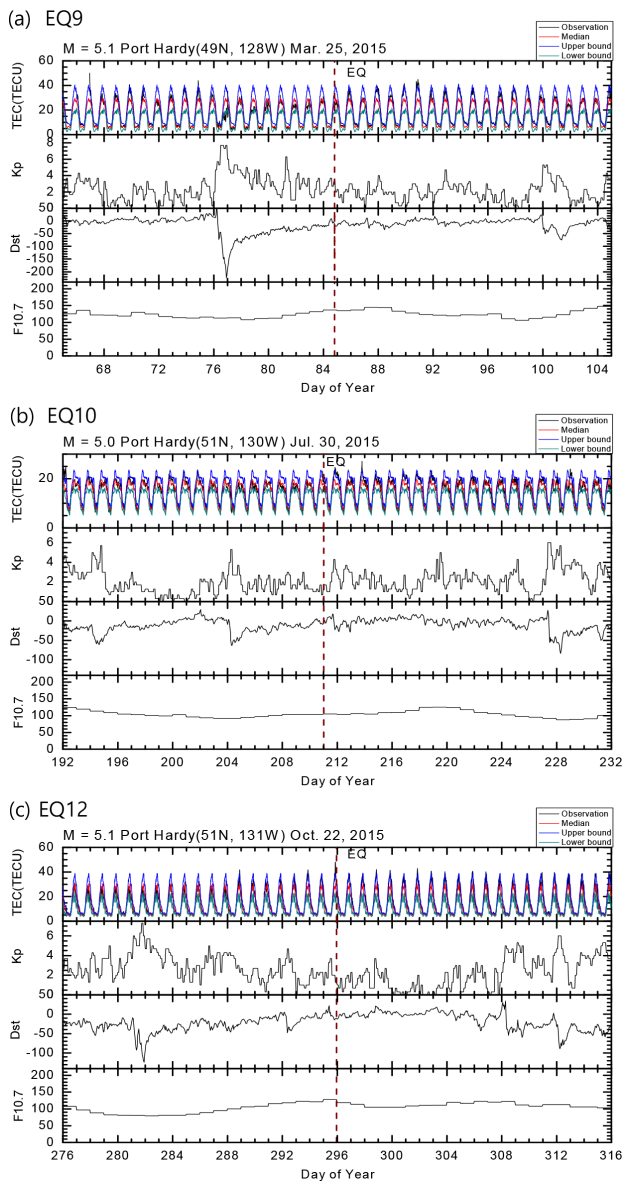 (a) EQ9
Observation
Median
Upper bound
Lower bound
M = 5.1 Port Hardy(49N, 128W) Mar. 25, 2015
EQ
TEC(TECU)
60
40
20
0
Kp
8
6
4
2
Dst
50
0
-50
-100
-150
-200
F10.7
200
150
100
50
0
68 72 76 80 84 88 92 96 100 104
Day of Year
(b) EQ10
Observation
Median
Upper bound
Lower bound
M = 5.0 Port Hardy(51N, 130W) Jul. 30, 2015
EQ
TEC(TECU)
20
0
Kp
6
4
2
Dst
50
0
-50
-100
F10.7
200
150
100
50
0
192 196 200 204 208 212 216 220 224 228 232
Day of Year
(c) EQ12
Observation
Median
Upper bound
Lower bound
M = 5.1 Port Hardy(51N, 131W) Oct. 22, 2015
EQ
TEC(TECU)
60
40
20
0
Kp
6
4
2
Dst
50
0
-50
-100
F10.7
200
150
100
50
0
276 280 284 288 292 296 300 304 308 312 316
Day of Year